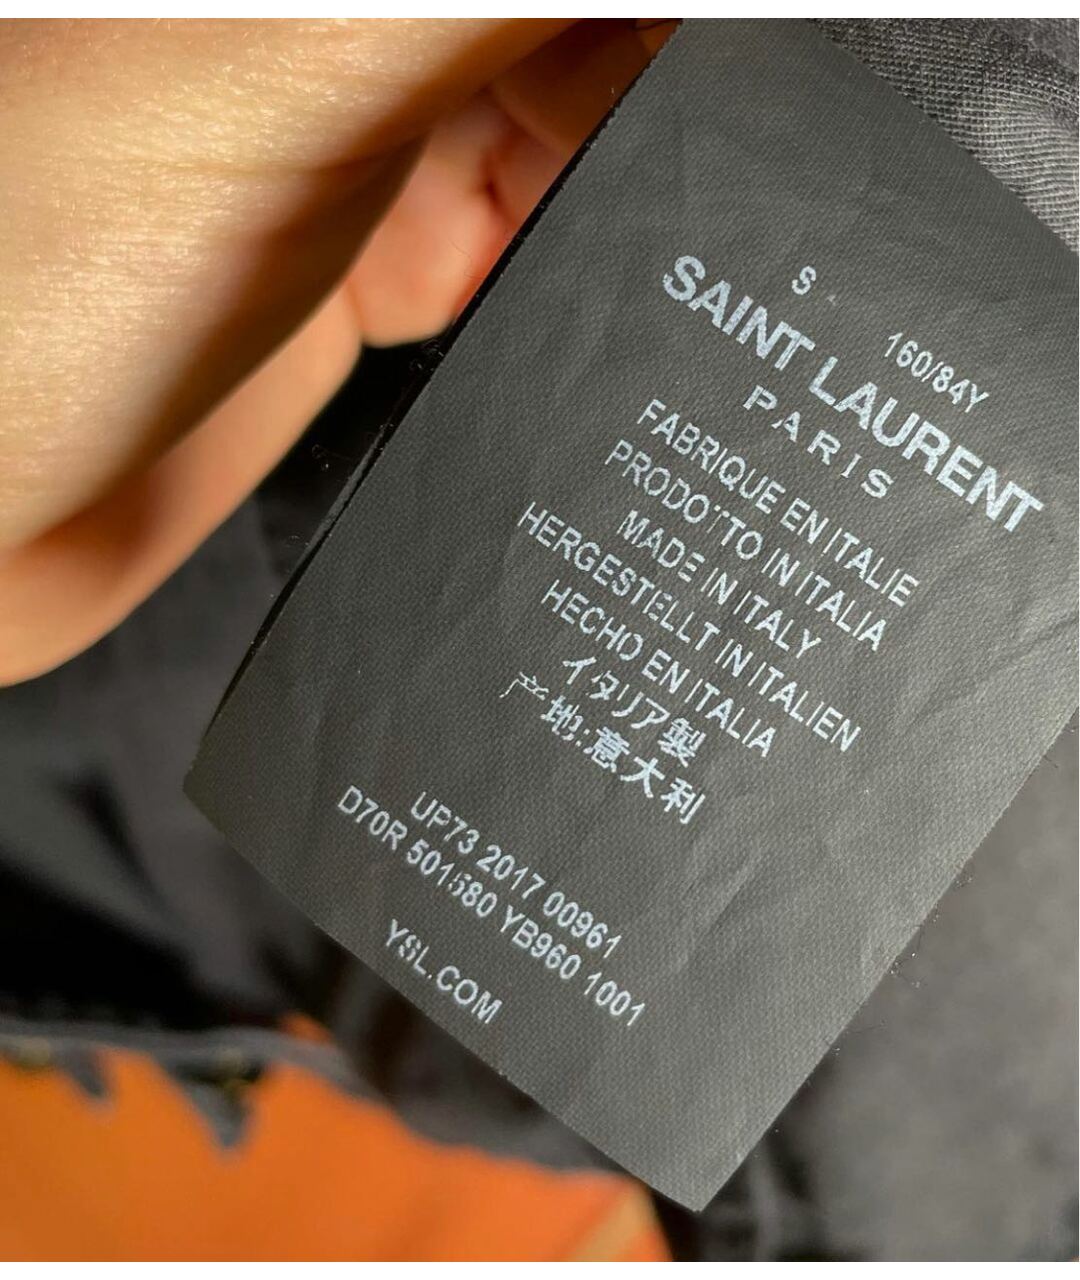 S 160/84Y
SAINT LAURENT
PARIS
FABRIQUE EN ITALIE
PRODOTTO IN ITALIA
MADE IN ITALY
HERGESTELLT IN ITALIEN
HECHO EN ITALIA
イタリア製
产地:意大利
UP73 2017 00961
D70R 501580 YB960 1001
YSL.COM